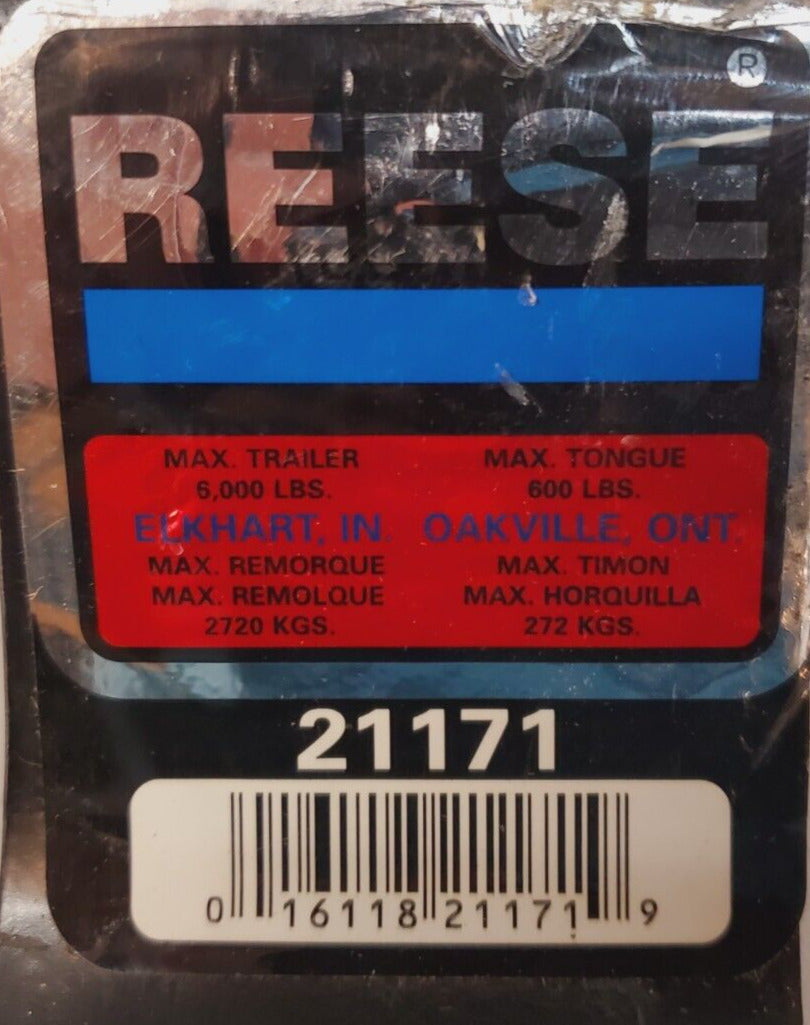 ®
REESE
MAX. TRAILER MAX. TONGUE
6,000 LBS. 600 LBS.
ELKHART, IN. OAKVILLE, ONT.
MAX. REMORQUE MAX. TIMON
MAX. REMOLQUE MAX. HORQUILLA
2720 KGS. 272 KGS.
21171
0 16118 21171 9